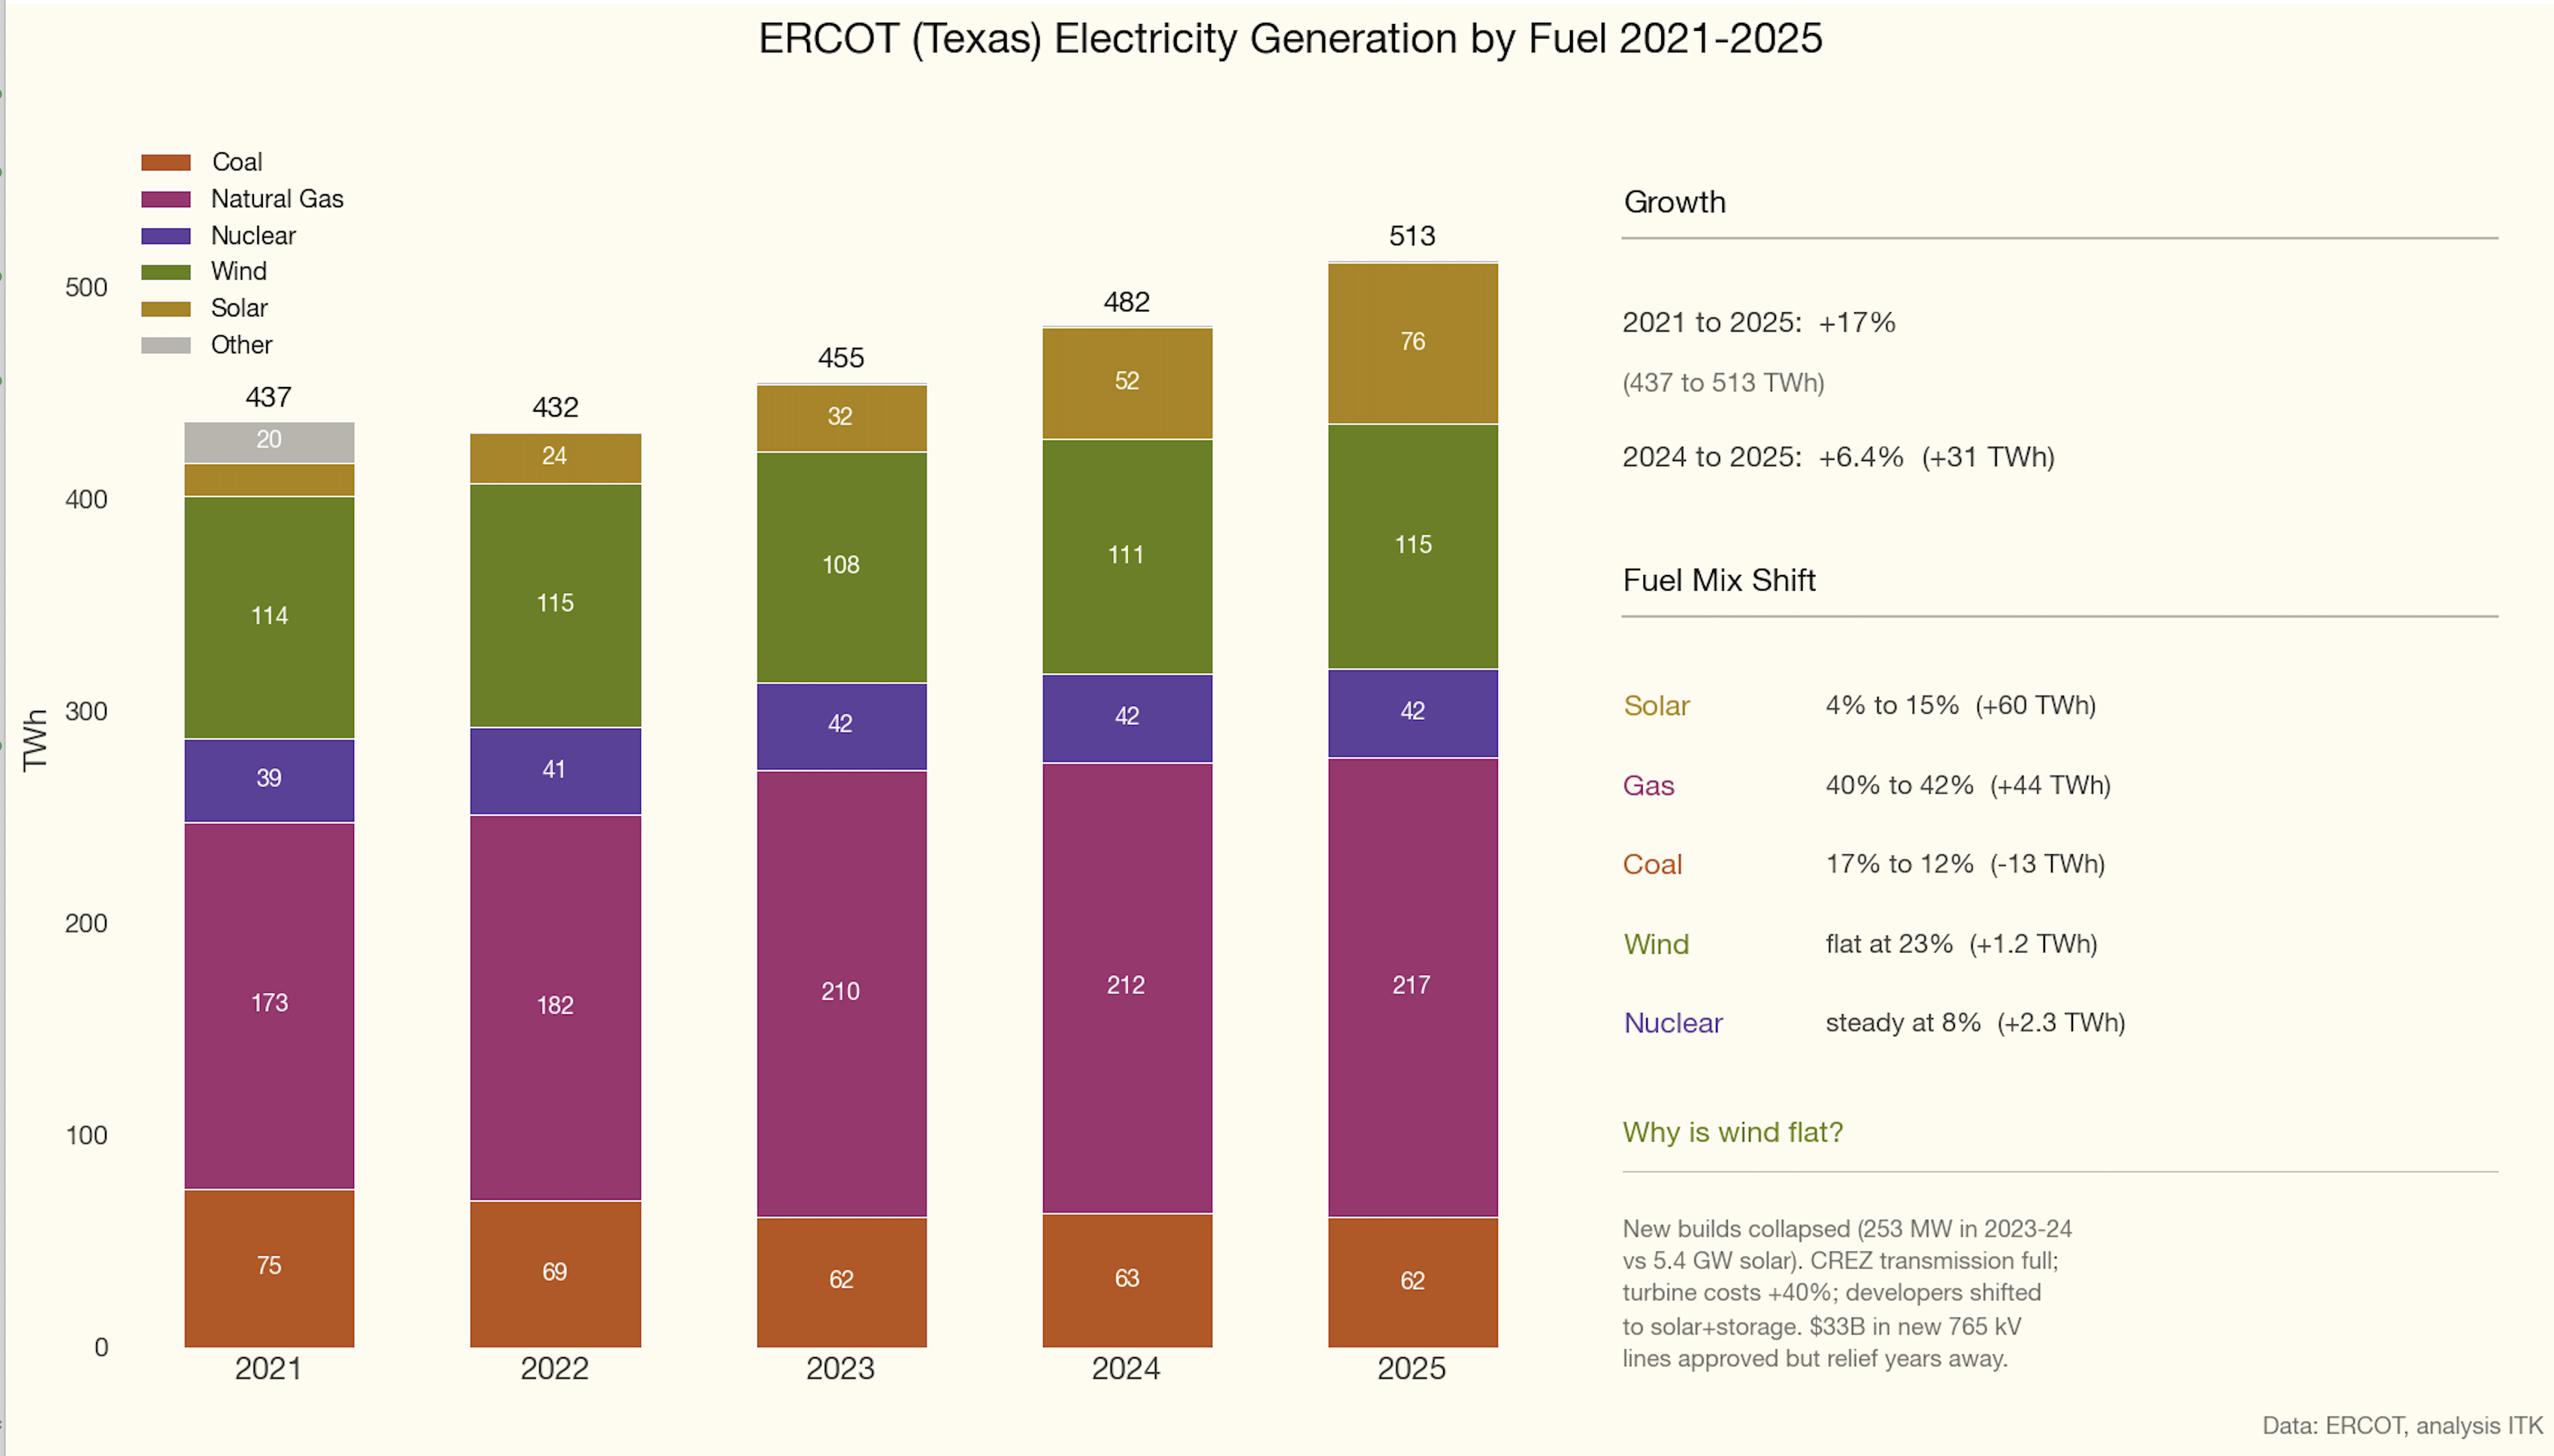 ERCOT (Texas) Electricity Generation by Fuel 2021-2025
Coal
Natural Gas
Nuclear
Wind
Solar
Other
TWh
500
400
300
200
100
0
437
20
114
39
173
75
2021
432
24
115
41
182
69
2022
455
32
108
42
210
62
2023
482
52
111
42
212
63
2024
513
76
115
42
217
62
2025
Growth
2021 to 2025: +17%
(437 to 513 TWh)
2024 to 2025: +6.4% (+31 TWh)
Fuel Mix Shift
Solar 4% to 15% (+60 TWh)
Gas 40% to 42% (+44 TWh)
Coal 17% to 12% (-13 TWh)
Wind flat at 23% (+1.2 TWh)
Nuclear steady at 8% (+2.3 TWh)
Why is wind flat?
New builds collapsed (253 MW in 2023-24
vs 5.4 GW solar). CREZ transmission full;
turbine costs +40%; developers shifted
to solar+storage. $33B in new 765 kV
lines approved but relief years away.
Data: ERCOT, analysis ITK